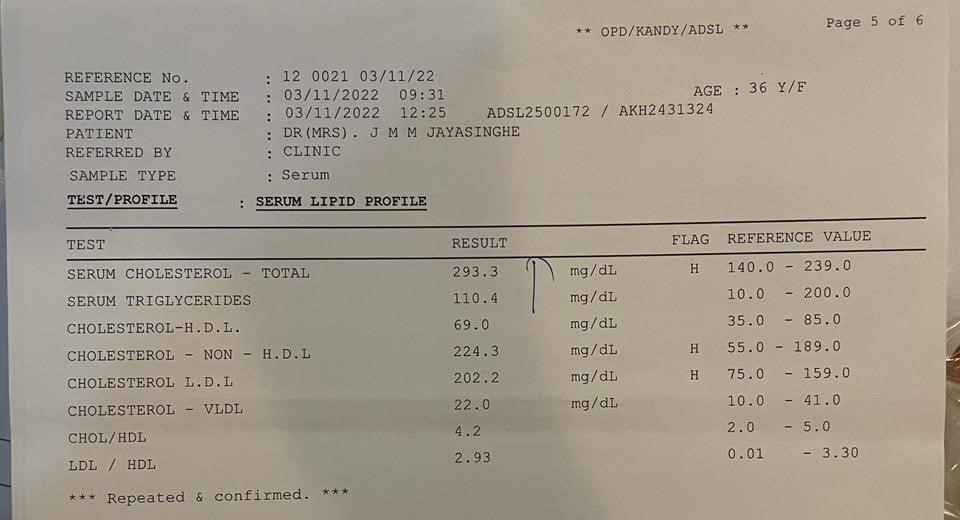 ** OPD/KANDY/ADSL ** Page 5 of 6
REFERENCE No. : 12 0021 03/11/22
SAMPLE DATE & TIME : 03/11/2022 09:31 AGE : 36 Y/F
REPORT DATE & TIME : 03/11/2022 12:25 ADSL2500172 / AKH2431324
PATIENT : DR(MRS). J M M JAYASINGHE
REFERRED BY : CLINIC
SAMPLE TYPE : Serum
TEST/PROFILE : SERUM LIPID PROFILE
TEST RESULT FLAG REFERENCE VALUE
SERUM CHOLESTEROL - TOTAL 293.3 mg/dL H 140.0 - 239.0
SERUM TRIGLYCERIDES 110.4 mg/dL 10.0 - 200.0
CHOLESTEROL-H.D.L. 69.0 mg/dL 35.0 - 85.0
CHOLESTEROL - NON - H.D.L 224.3 mg/dL H 55.0 - 189.0
CHOLESTEROL L.D.L 202.2 mg/dL H 75.0 - 159.0
CHOLESTEROL - VLDL 22.0 mg/dL 10.0 - 41.0
CHOL/HDL 4.2 2.0 - 5.0
LDL / HDL 2.93 0.01 - 3.30
*** Repeated & confirmed. ***